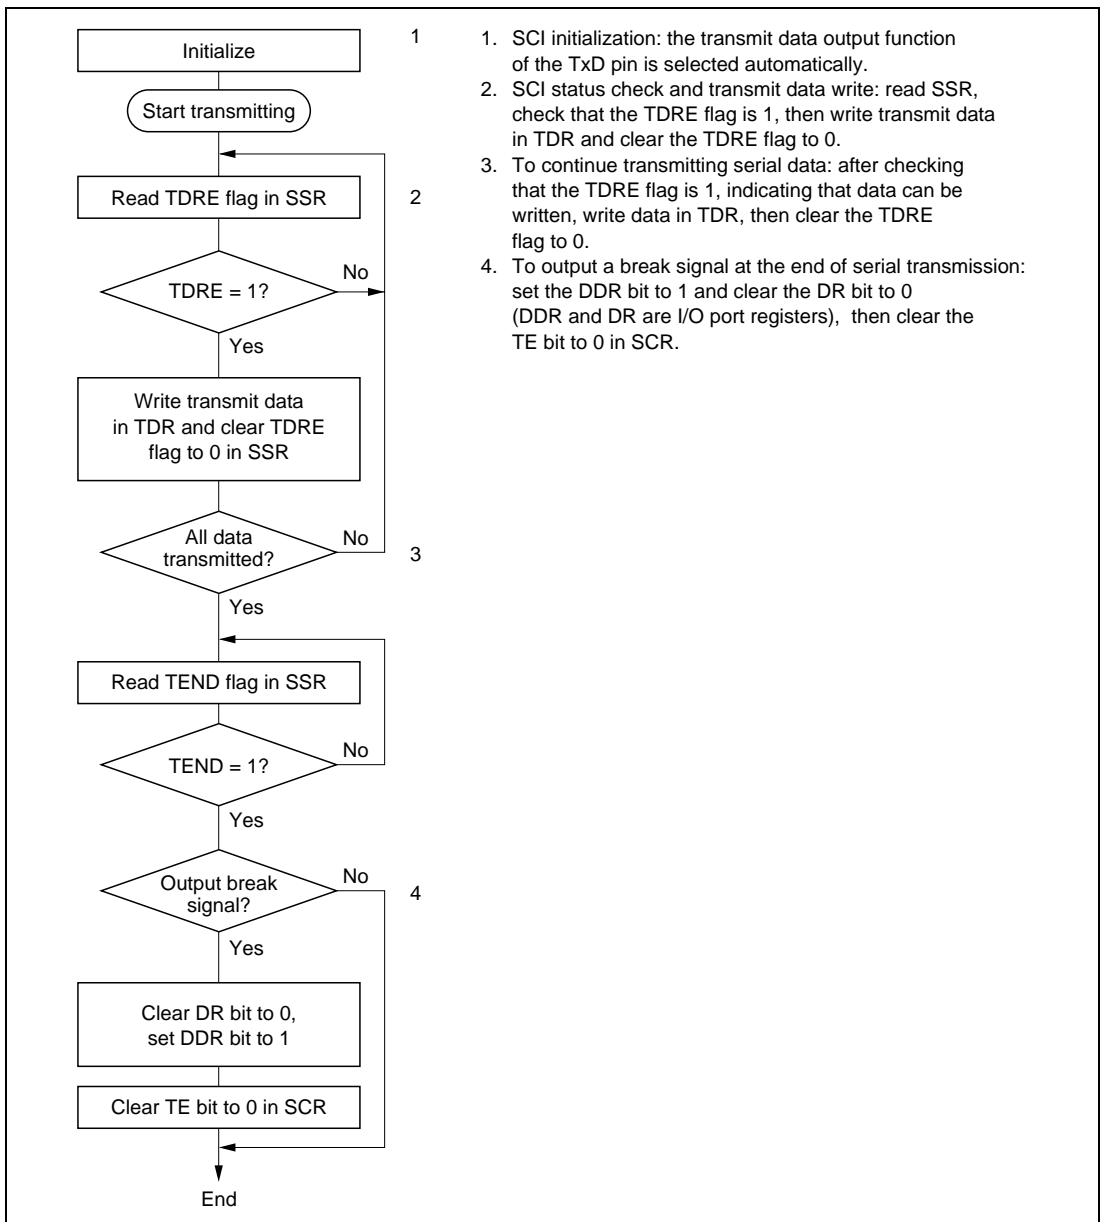 Initialize
1
Start transmitting
Read TDRE flag in SSR
2
TDRE = 1?
No
Yes
Write transmit data
in TDR and clear TDRE
flag to 0 in SSR
All data
transmitted?
No
3
Yes
Read TEND flag in SSR
TEND = 1?
No
Yes
Output break
signal?
No
4
Yes
Clear DR bit to 0,
set DDR bit to 1
Clear TE bit to 0 in SCR
End
1. SCI initialization: the transmit data output function
of the TxD pin is selected automatically.
2. SCI status check and transmit data write: read SSR,
check that the TDRE flag is 1, then write transmit data
in TDR and clear the TDRE flag to 0.
3. To continue transmitting serial data: after checking
that the TDRE flag is 1, indicating that data can be
written, write data in TDR, then clear the TDRE
flag to 0.
4. To output a break signal at the end of serial transmission:
set the DDR bit to 1 and clear the DR bit to 0
(DDR and DR are I/O port registers), then clear the
TE bit to 0 in SCR.